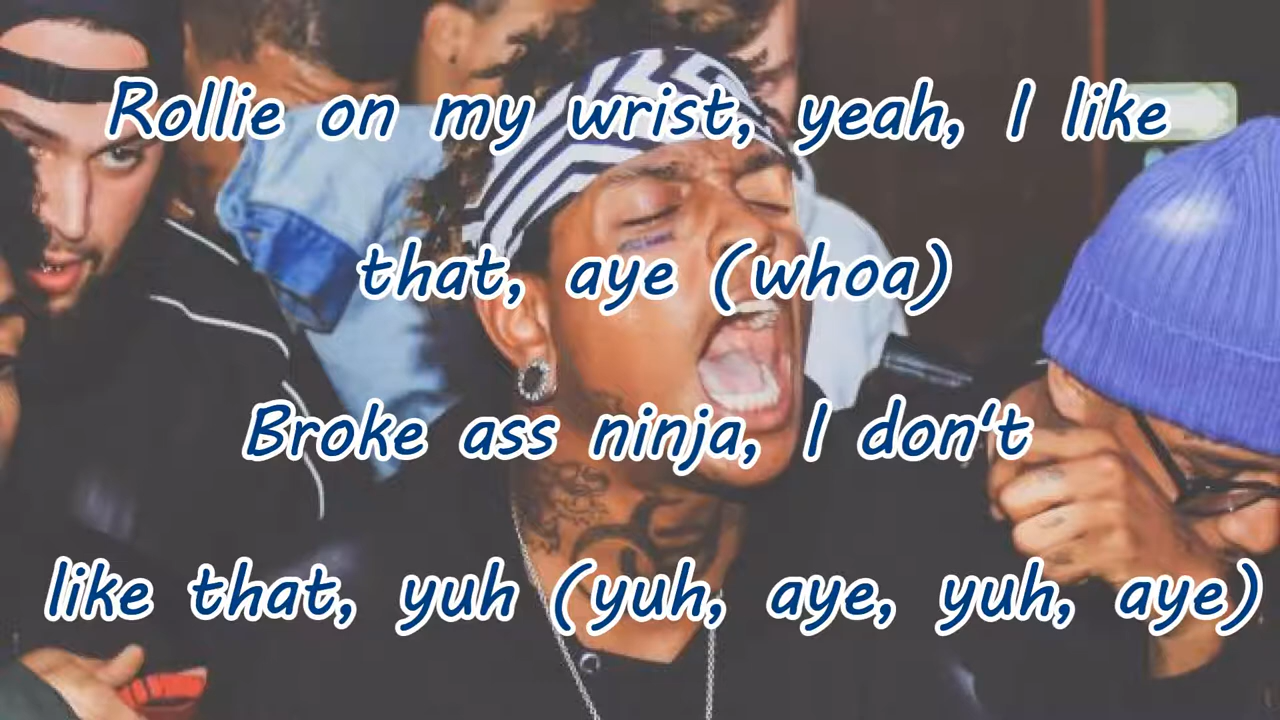 Rollie on my wrist, yeah, I like
that, aye (whoa)
Broke ass ninja, I don't
like that, yuh (yuh, aye, yuh, aye)